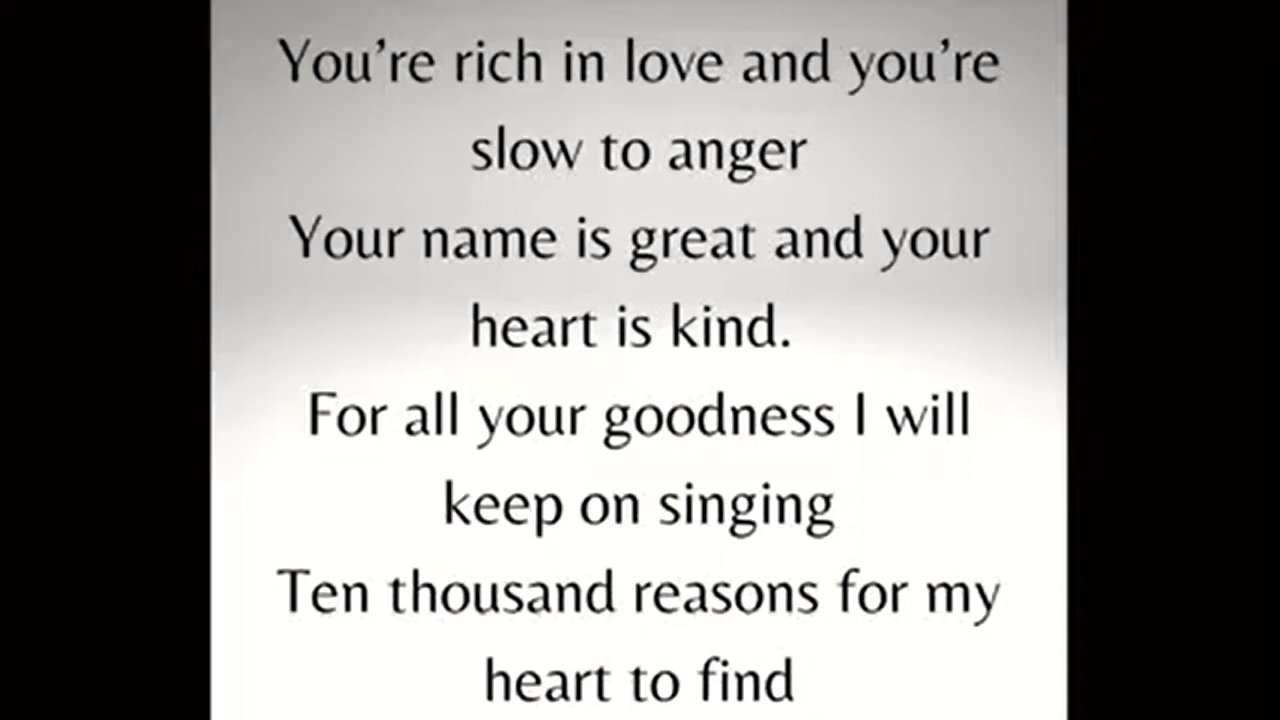 You’re rich in love and you’re
slow to anger
Your name is great and your
heart is kind.
For all your goodness I will
keep on singing
Ten thousand reasons for my
heart to find